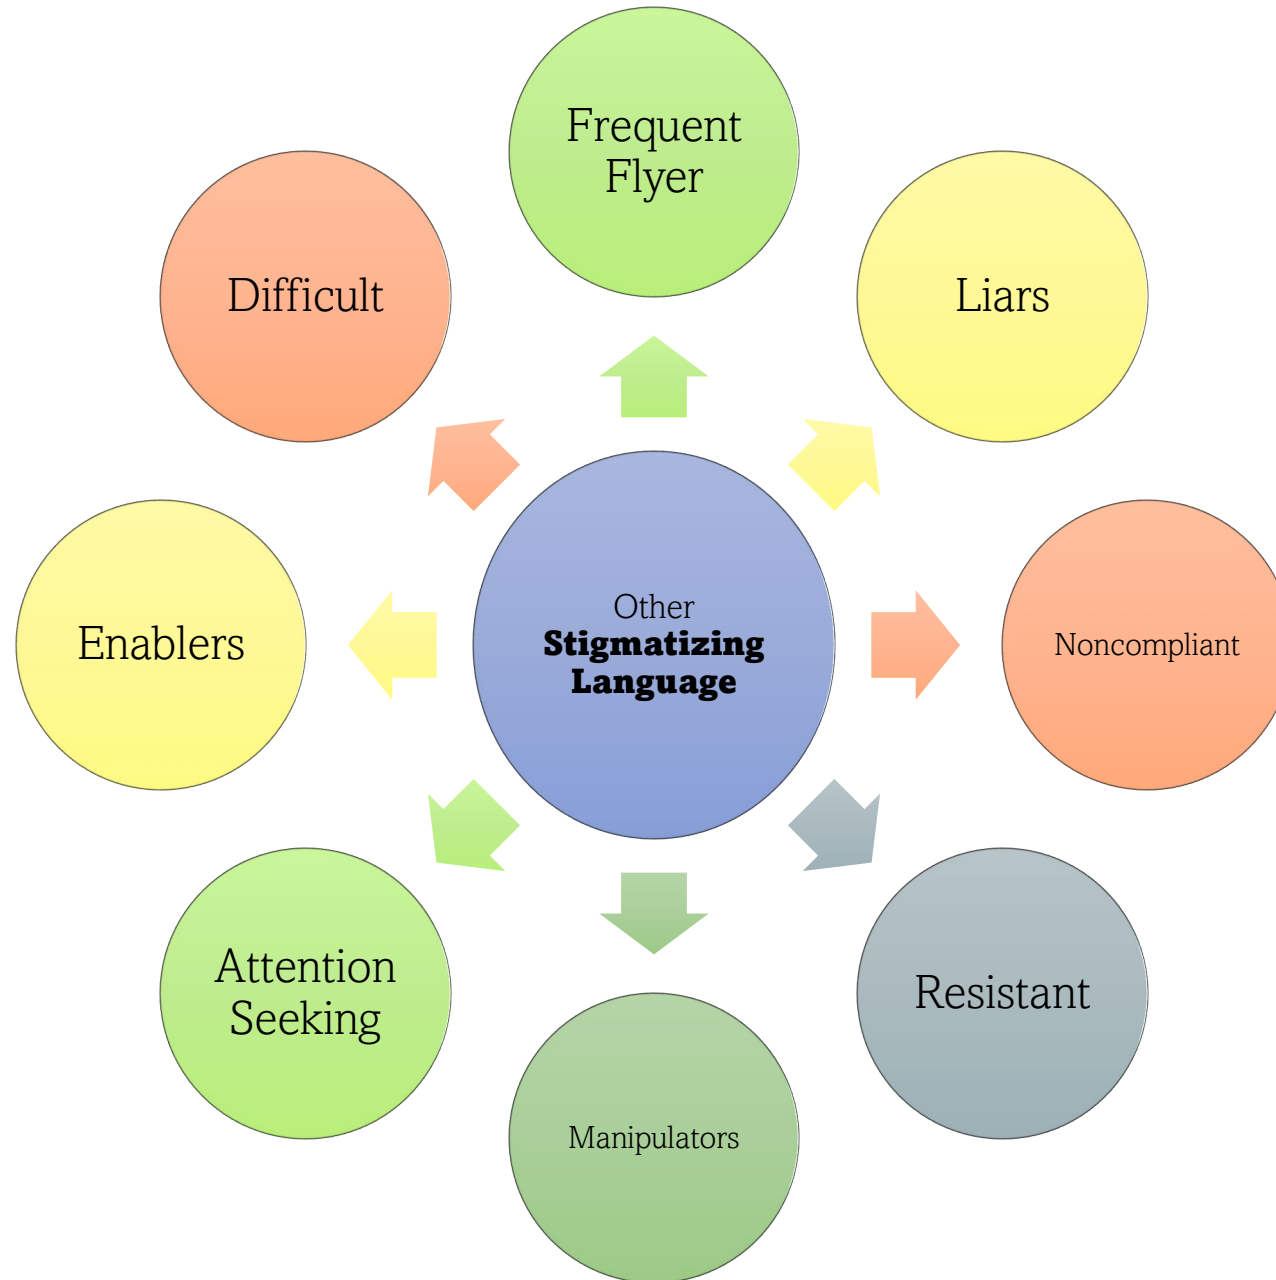 Frequent
Flyer
Difficult
Liars
Other
Stigmatizing
Language
Enablers
Noncompliant
Attention
Seeking
Resistant
Manipulators